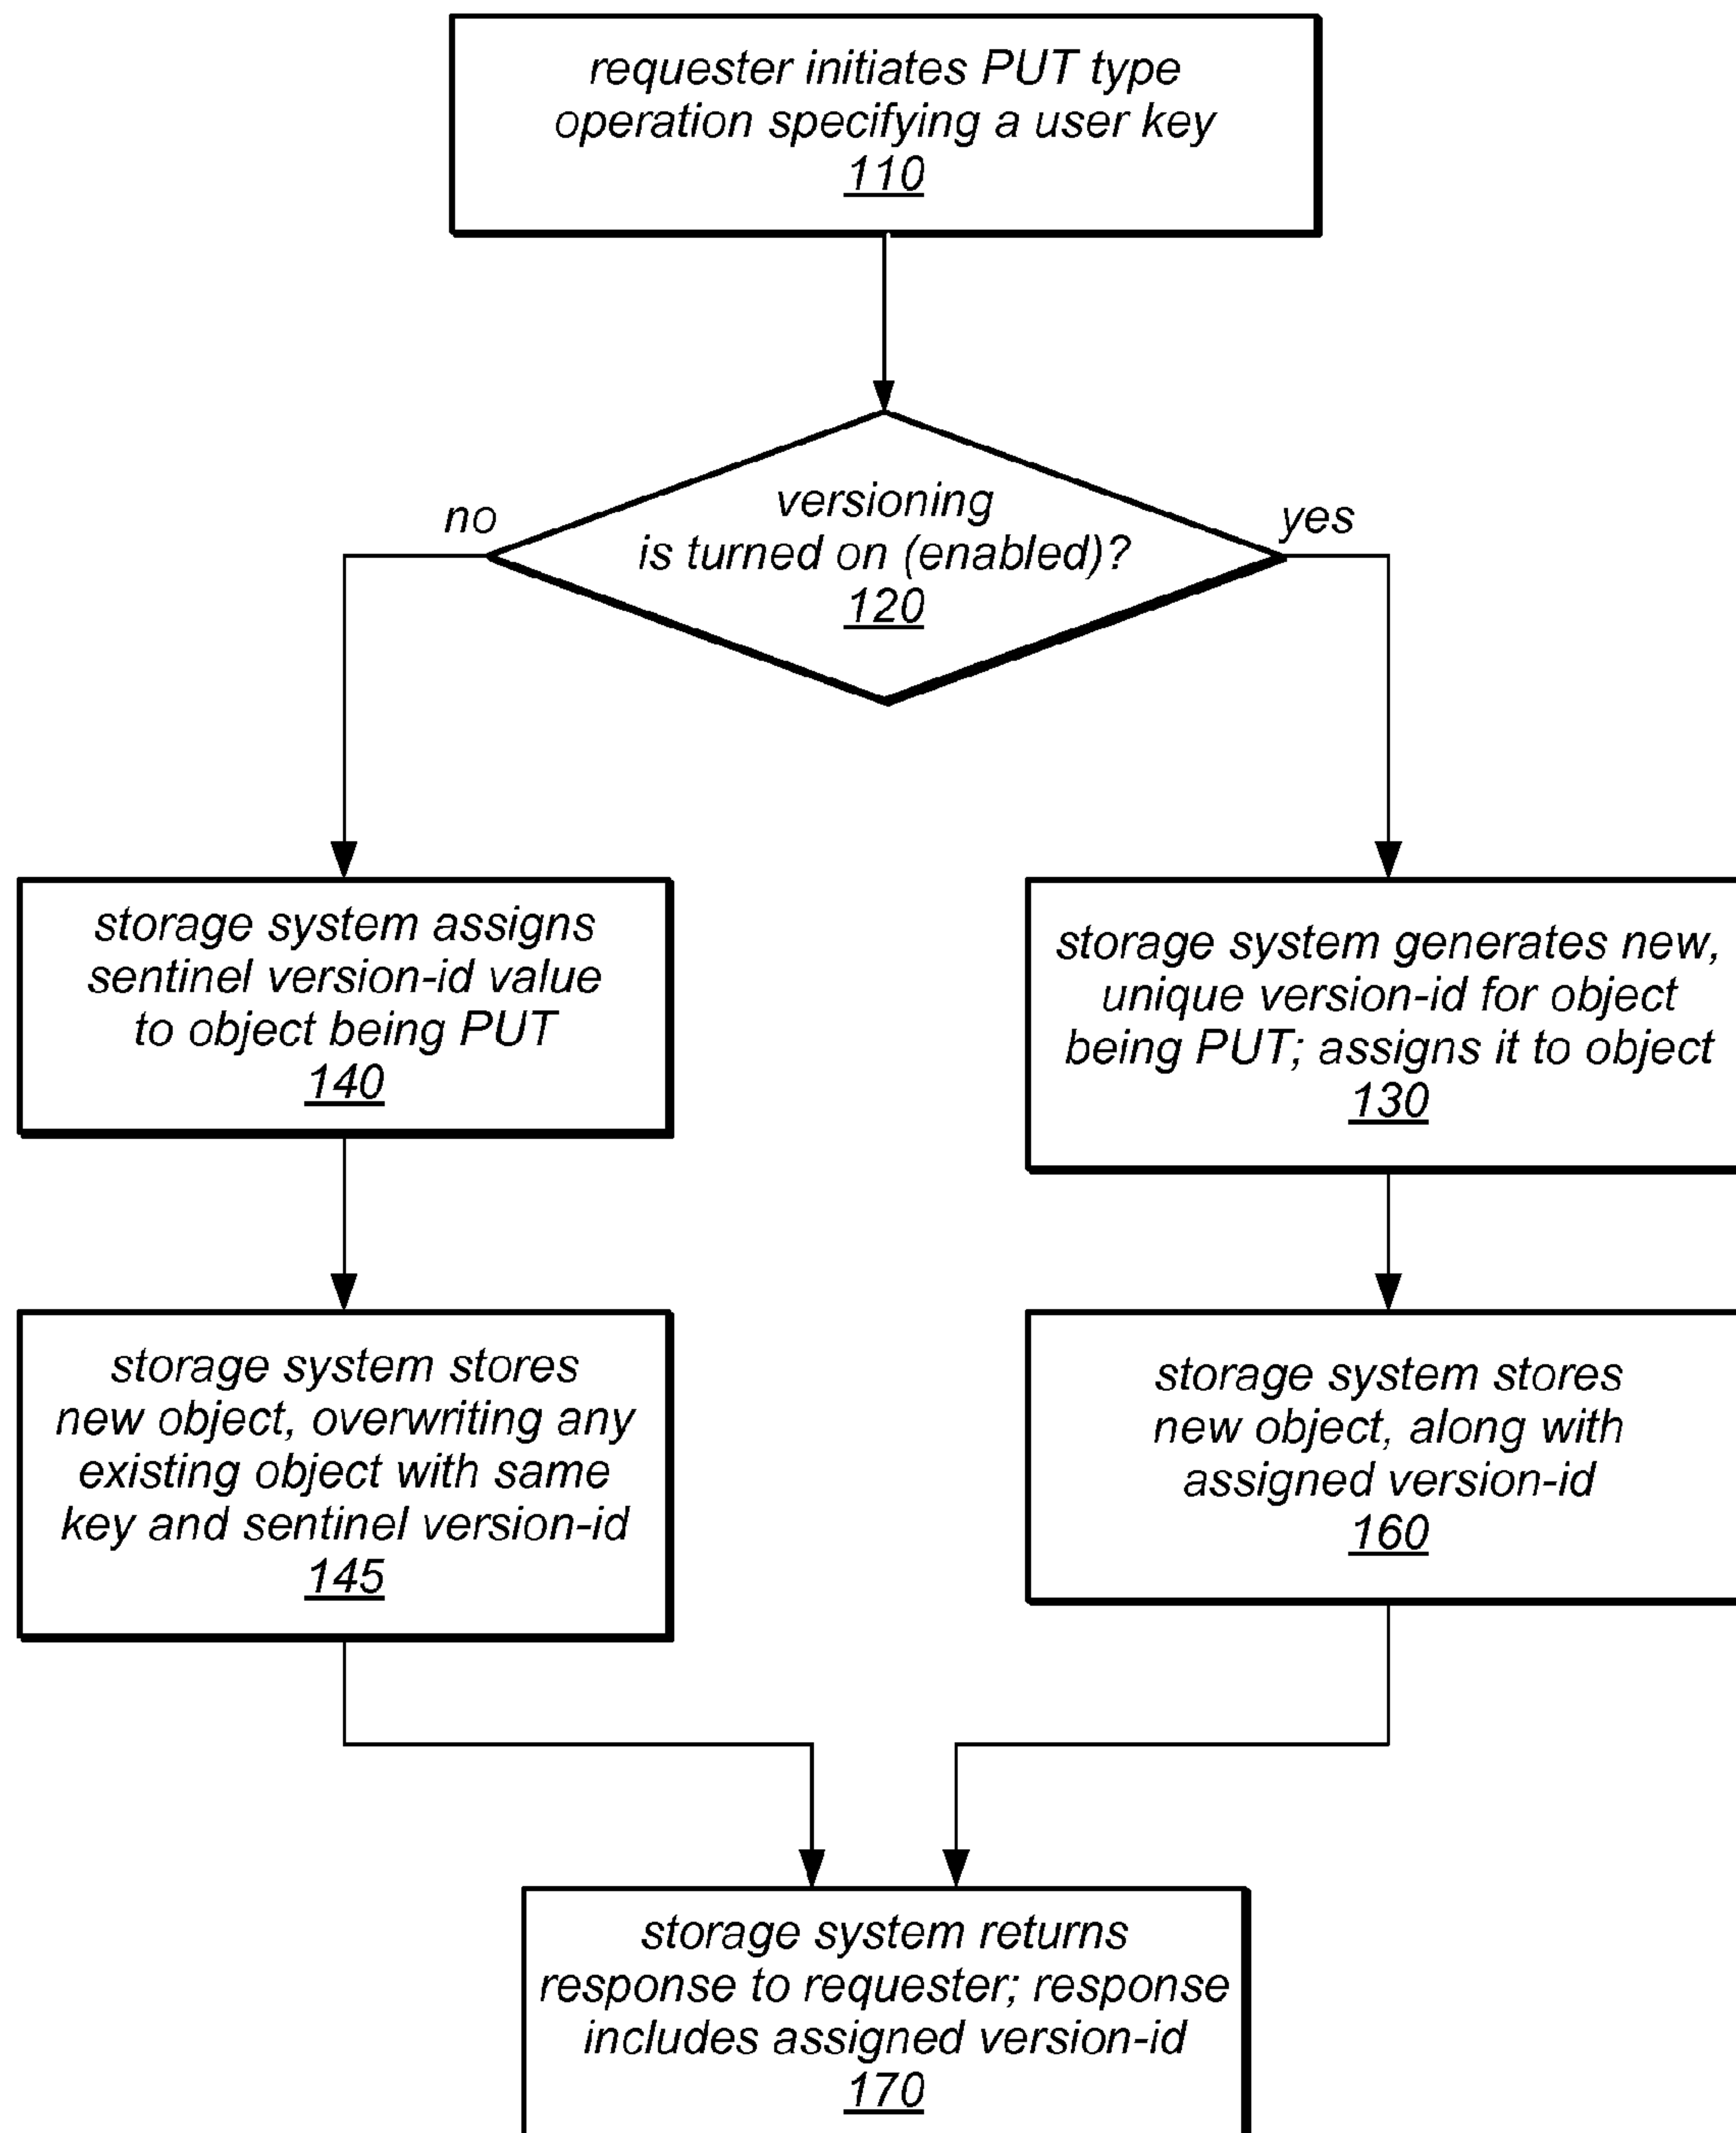 requester initiates PUT type
operation specifying a user key
110
versioning
is turned on (enabled)?
120
no
yes
storage system assigns
sentinel version-id value
to object being PUT
140
storage system generates new,
unique version-id for object
being PUT; assigns it to object
130
storage system stores
new object, overwriting any
existing object with same
key and sentinel version-id
145
storage system stores
new object, along with
assigned version-id
160
storage system returns
response to requester; response
includes assigned version-id
170